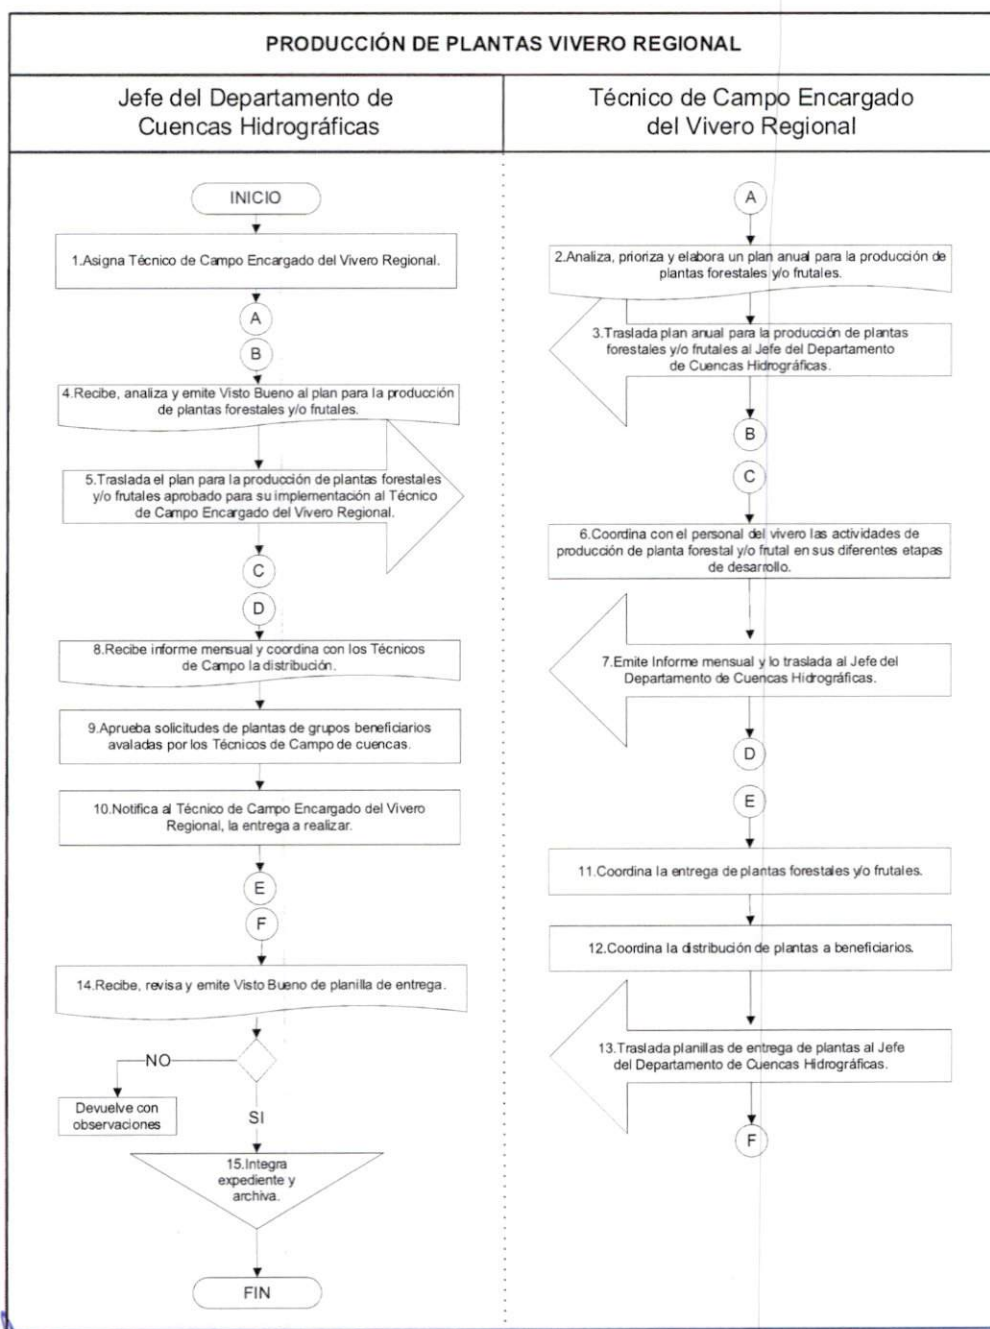 PRODUCCIÓN DE PLANTAS VIVERO REGIONAL
Jefe del Departamento de
Cuencas Hidrográficas
INICIO
1.Asigna Técnico de Campo Encargado del Vivero Regional.
A
B
4.Recibe, analiza y emite Visto Bueno al plan para la producción
de plantas forestales y/o frutales.
5.Traslada el plan para la producción de plantas forestales
y/o frutales aprobado para su implementación al Técnico
de Campo Encargado del Vivero Regional.
C
D
8.Recibe informe mensual y coordina con los Técnicos
de Campo la distribución.
9.Aprueba solicitudes de plantas de grupos beneficiarios
avaladas por los Técnicos de Campo de cuencas.
10.Notifica al Técnico de Campo Encargado del Vivero
Regional, la entrega a realizar.
E
F
14.Recibe, revisa y emite Visto Bueno de planilla de entrega.
NO
Devuelve con
observaciones
SI
15.Integra
expediente y
archiva.
FIN
Técnico de Campo Encargado
del Vivero Regional
A
2.Analiza, prioriza y elabora un plan anual para la producción de
plantas forestales y/o frutales.
3.Traslada plan anual para la producción de plantas
forestales y/o frutales al Jefe del Departamento
de Cuencas Hidrográficas.
B
C
6.Coordina con el personal del vivero las actividades de
producción de planta forestal y/o frutal en sus diferentes etapas
de desarrollo.
7.Emite Informe mensual y lo traslada al Jefe del
Departamento de Cuencas Hidrográficas.
D
E
11.Coordina la entrega de plantas forestales y/o frutales.
12.Coordina la distribución de plantas a beneficiarios.
13.Traslada planillas de entrega de plantas al Jefe
del Departamento de Cuencas Hidrográficas.
F